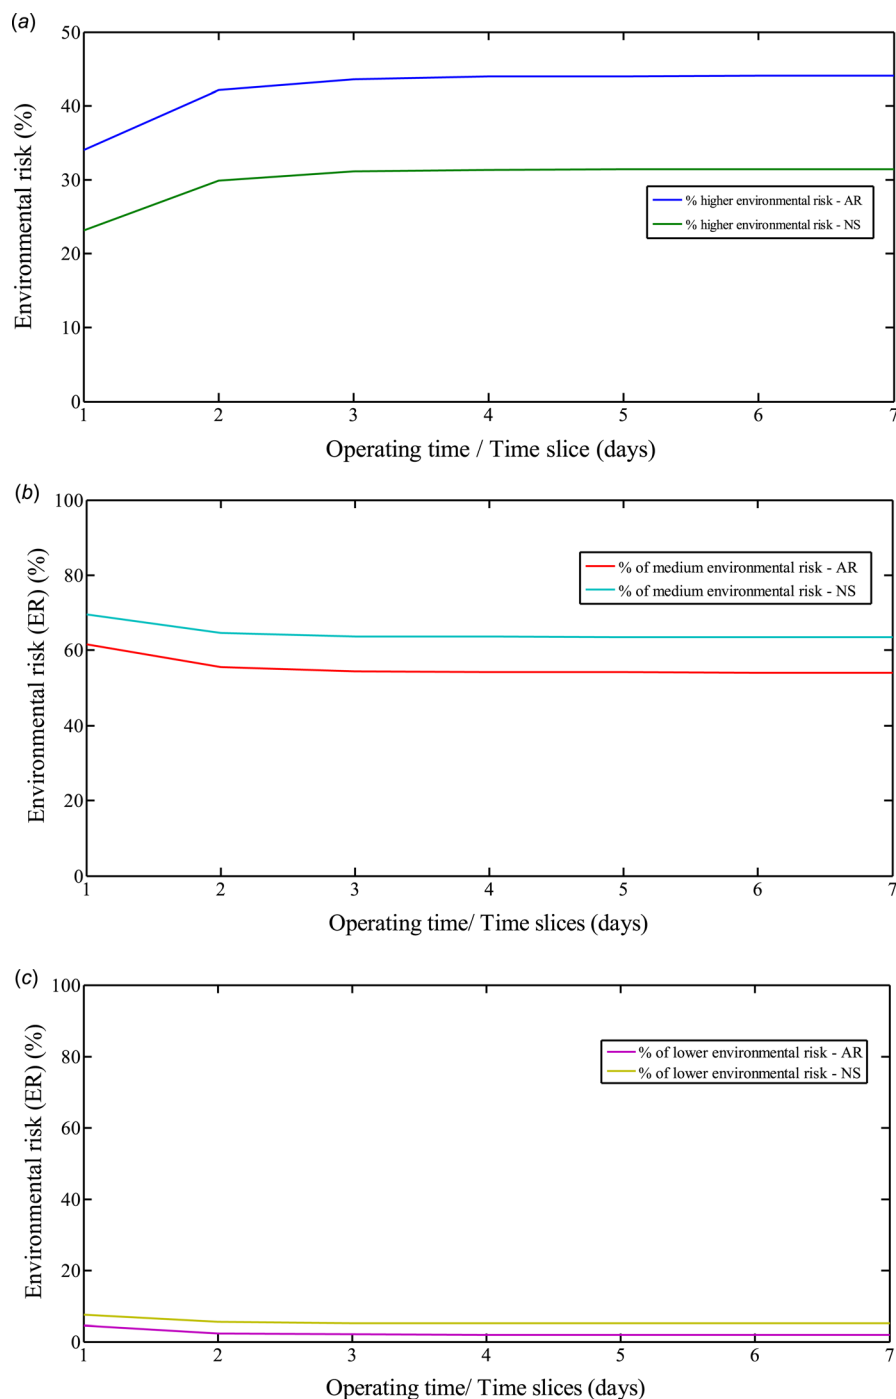 (a)
50
40
30
20
10
0
Environmental risk (%)
% higher environmental risk - AR
% higher environmental risk - NS
1 2 3 4 5 6 7
Operating time / Time slice (days)
(b)
100
80
60
40
20
0
Environmental risk (ER) (%)
% of medium environmental risk - AR
% of medium environmental risk - NS
1 2 3 4 5 6 7
Operating time/ Time slices (days)
(c)
100
80
60
40
20
0
Environmental risk (ER) (%)
% of lower environmental risk - AR
% of lower environmental risk - NS
1 2 3 4 5 6 7
Operating time/ Time slices (days)